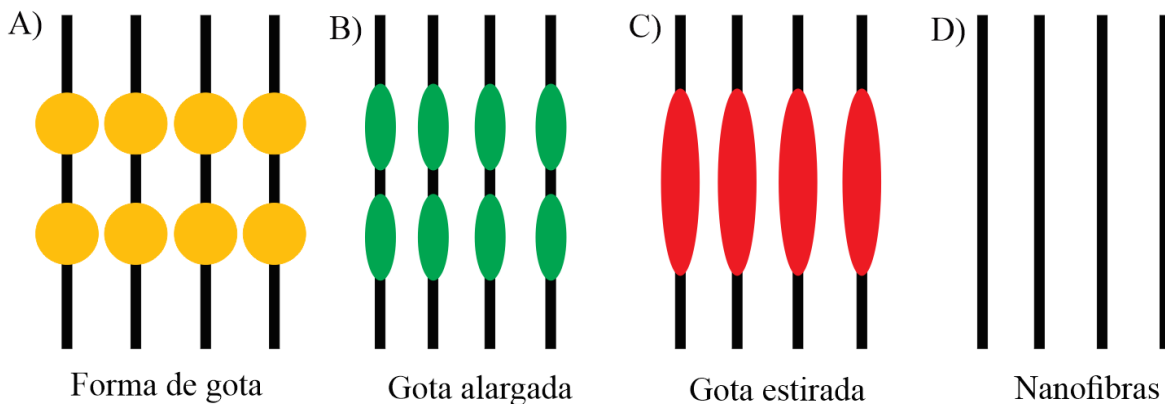 A)
B)
C)
D)
Forma de gota
Gota alargada
Gota estirada
Nanofibras